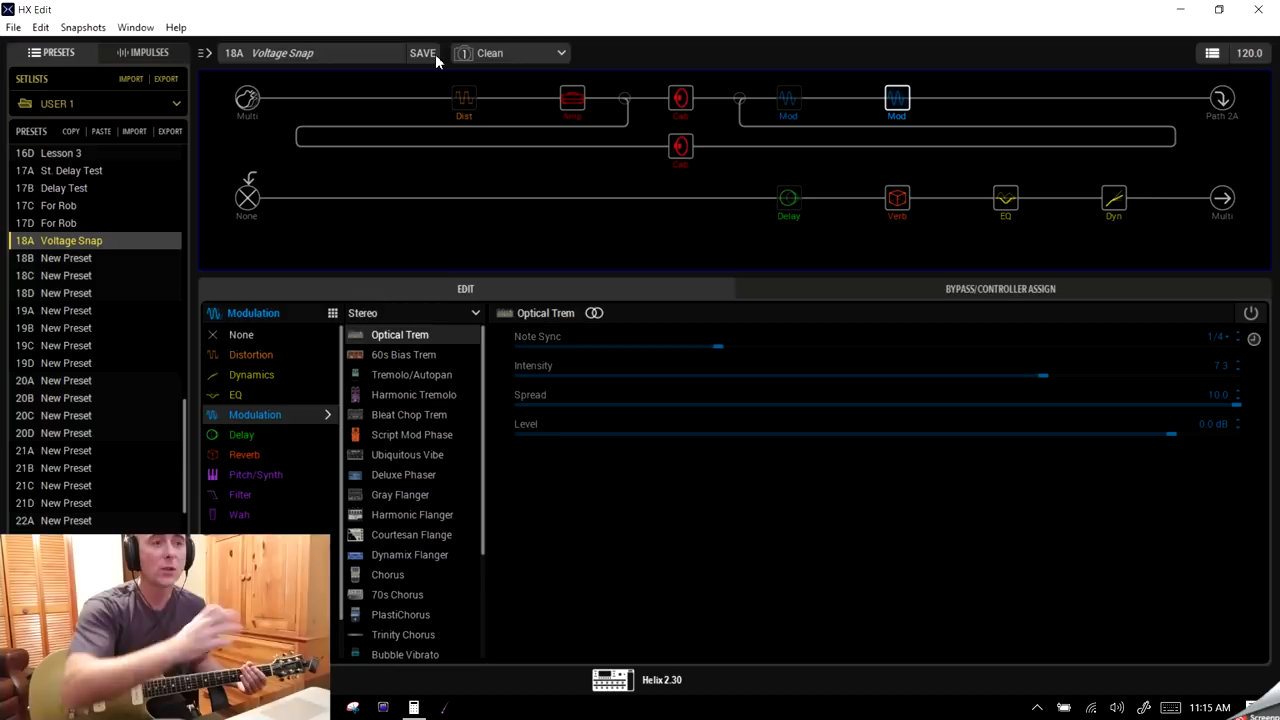 HX Edit
File Edit Snapshots Window Help
PRESETS IMPULSES
18A Voltage Snap SAVE 1 Clean 120.0
SETLISTS IMPORT EXPORT
USER 1
PRESETS COPY PASTE IMPORT EXPORT
16D Lesson 3
17A St. Delay Test
17B Delay Test
17C For Rob
17D For Rob
18A Voltage Snap
18B New Preset
18C New Preset
18D New Preset
19A New Preset
19B New Preset
19C New Preset
19D New Preset
20A New Preset
20B New Preset
20C New Preset
20D New Preset
21A New Preset
21B New Preset
21C New Preset
21D New Preset
22A New Preset
Multi Dist Amp Cab Mod Mod Path 2A
Cab
None Delay Verb EQ Dyn Multi
EDIT BYPASS/CONTROLLER ASSIGN
Modulation
None
Distortion
Dynamics
EQ
Modulation
Delay
Reverb
Pitch/Synth
Filter
Wah
Stereo
Optical Trem
60s Bias Trem
Tremolo/Autopan
Harmonic Tremolo
Bleat Chop Trem
Script Mod Phase
Ubiquitous Vibe
Deluxe Phaser
Gray Flanger
Harmonic Flanger
Courtesan Flange
Dynamix Flanger
Chorus
70s Chorus
PlastiChorus
Trinity Chorus
Bubble Vibrato
Optical Trem
Note Sync 1/4
Intensity 7.3
Spread 10.0
Level 0.0 dB
Helix 2.30
11:15 AM